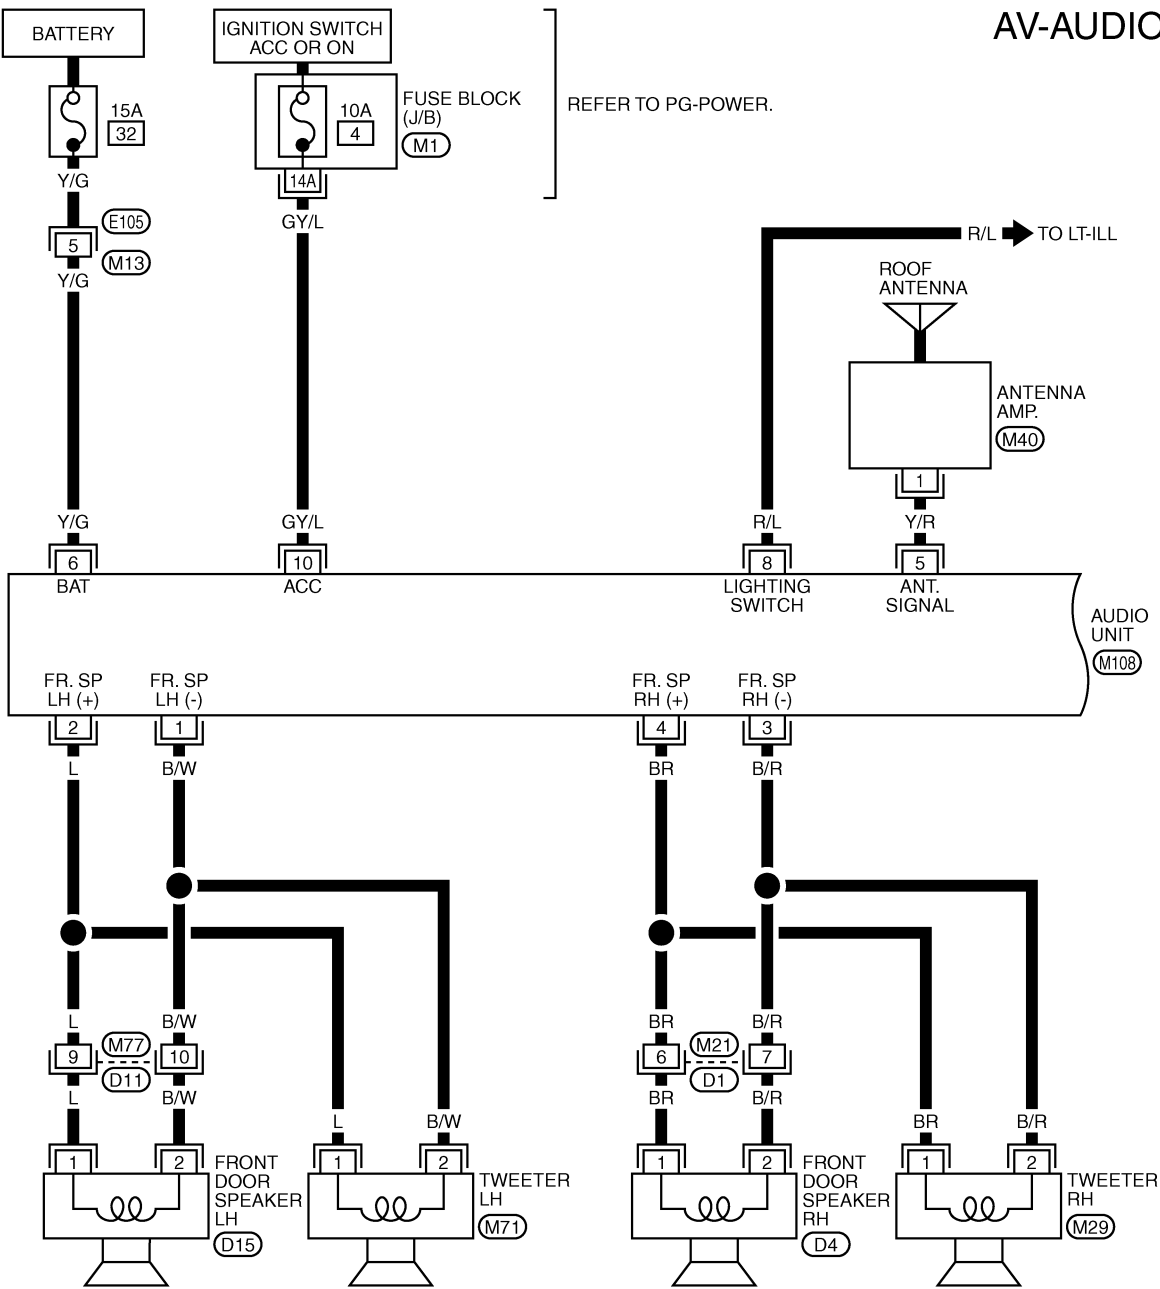 AV-AUDIO
BATTERY
IGNITION SWITCH
ACC OR ON
15A
32
10A
4
FUSE BLOCK
(J/B)
M1
REFER TO PG-POWER.
Y/G
14A
E105
GY/L
5
M13
Y/G
R/L
TO LT-ILL
ROOF
ANTENNA
ANTENNA
AMP.
M40
1
Y/G
GY/L
R/L
Y/R
6
10
8
5
BAT
ACC
LIGHTING
SWITCH
ANT.
SIGNAL
AUDIO
UNIT
M108
FR. SP
LH (+)
FR. SP
LH (-)
FR. SP
RH (+)
FR. SP
RH (-)
2
1
4
3
L
B/W
BR
B/R
L
B/W
BR
B/R
9
M77
10
6
M21
7
D11
D1
L
B/W
BR
B/R
L
B/W
BR
B/R
1
2
1
2
1
2
1
2
FRONT
DOOR
SPEAKER
LH
D15
TWEETER
LH
M71
FRONT
DOOR
SPEAKER
RH
D4
TWEETER
RH
M29